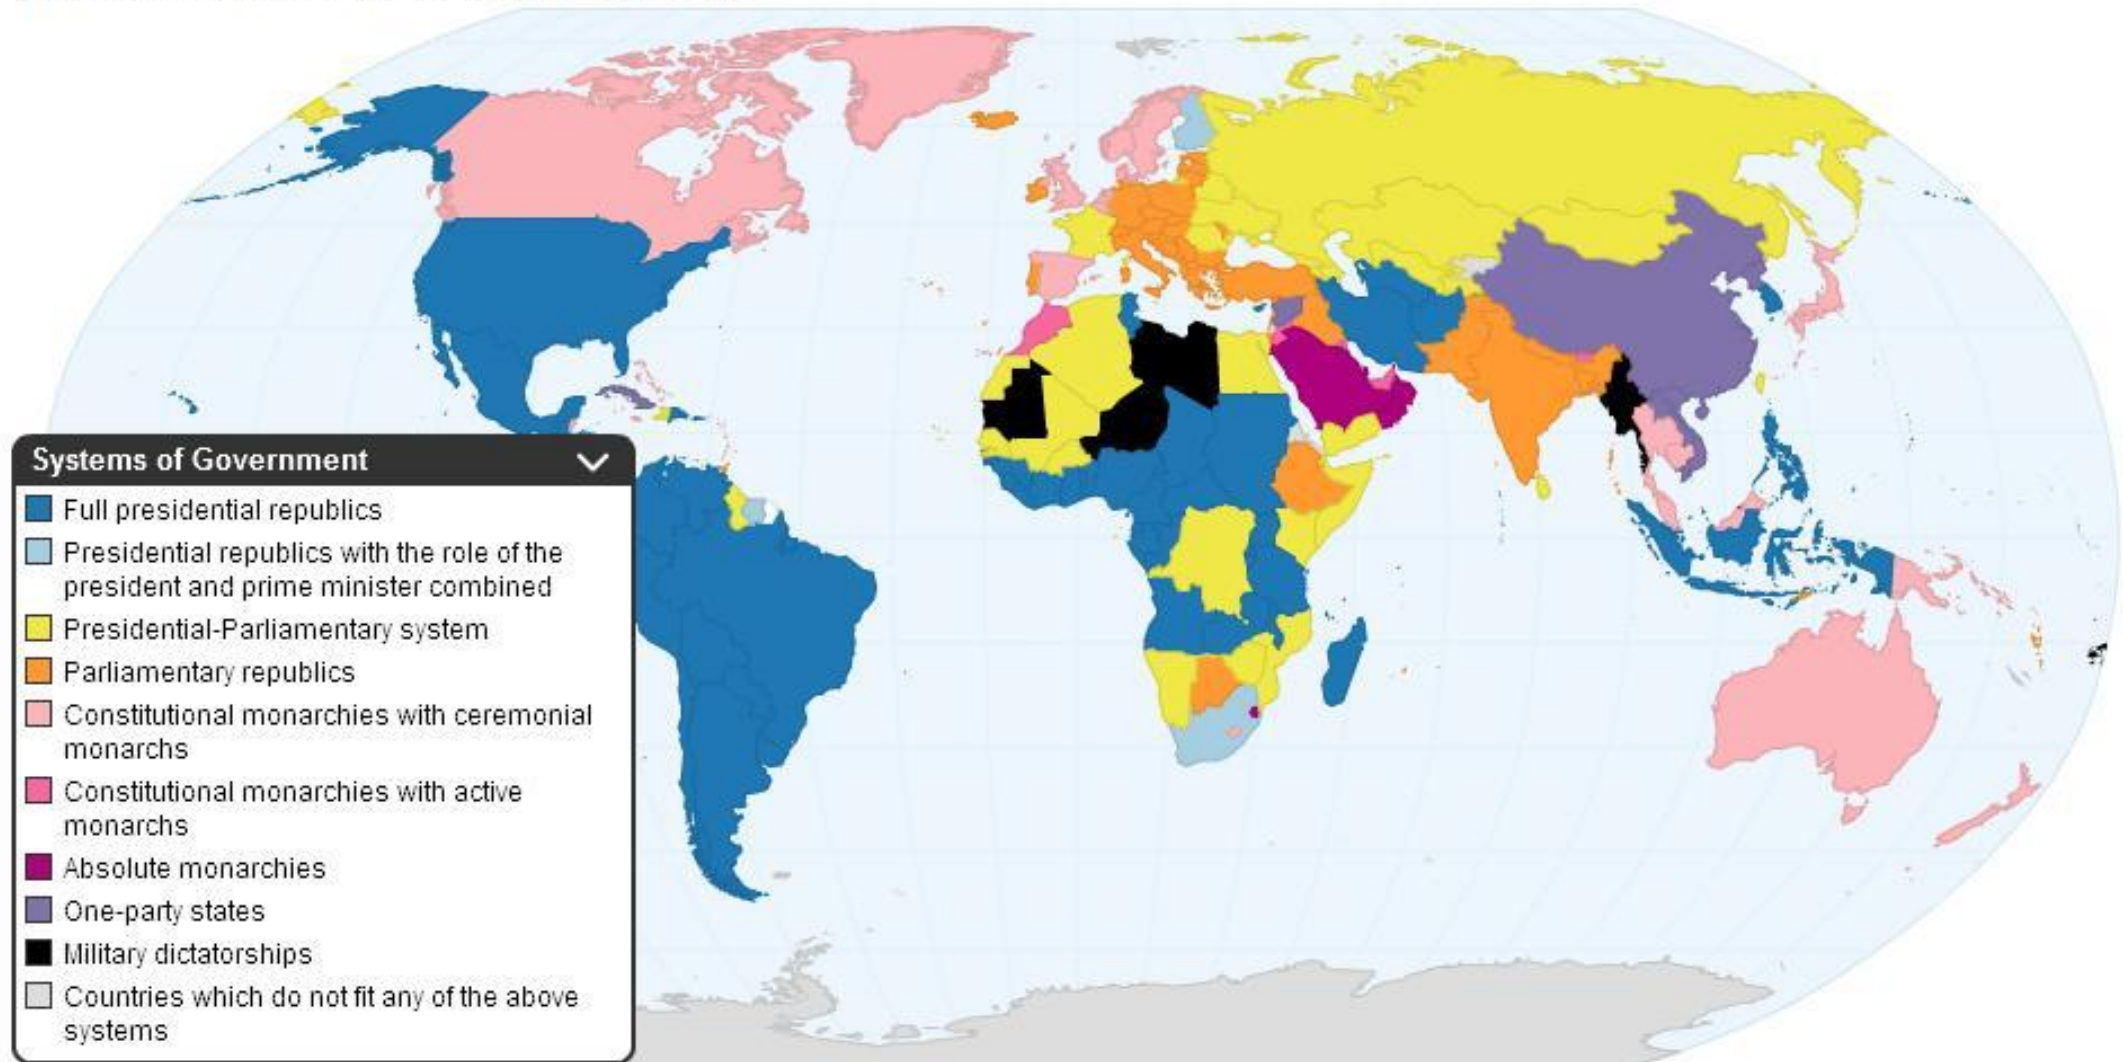 Systems of Government
Full presidential republics
Presidential republics with the role of the
president and prime minister combined
Presidential-Parliamentary system
Parliamentary republics
Constitutional monarchies with ceremonial
monarchs
Constitutional monarchies with active
monarchs
Absolute monarchies
One-party states
Military dictatorships
Countries which do not fit any of the above
systems